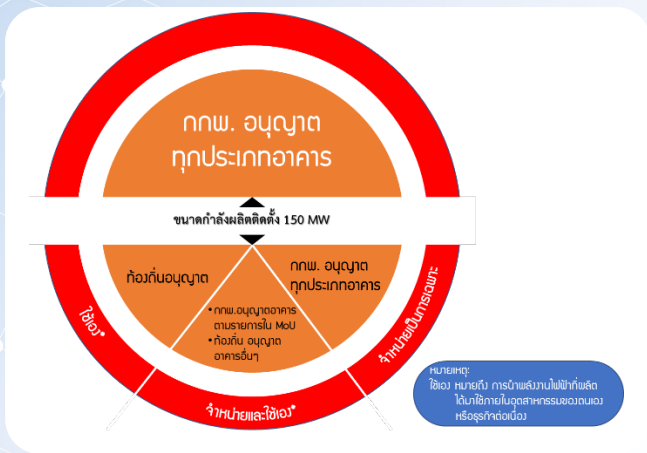 กกพ. อนุญาต
ทุกประเภทอาคาร
ขนาดกำลังผลิตติดตั้ง 150 MW
ท้องถิ่นอนุญาต
•กกพ.อนุญาตอาคาร
ตามรายการใน MoU
•ท้องถิ่น อนุญาต
อาคารอื่นๆ
กกพ. อนุญาต
ทุกประเภทอาคาร
ใช้เอง*
จำหน่ายและใช้เอง*
จำหน่ายเป็นการเฉพาะ
หมายเหตุ:
ใช้เอง หมายถึง การนำพลังงานไฟฟ้าที่ผลิต
ได้มาใช้ภายในอุตสาหกรรมของตนเอง
หรือธุรกิจต่อเนื่อง